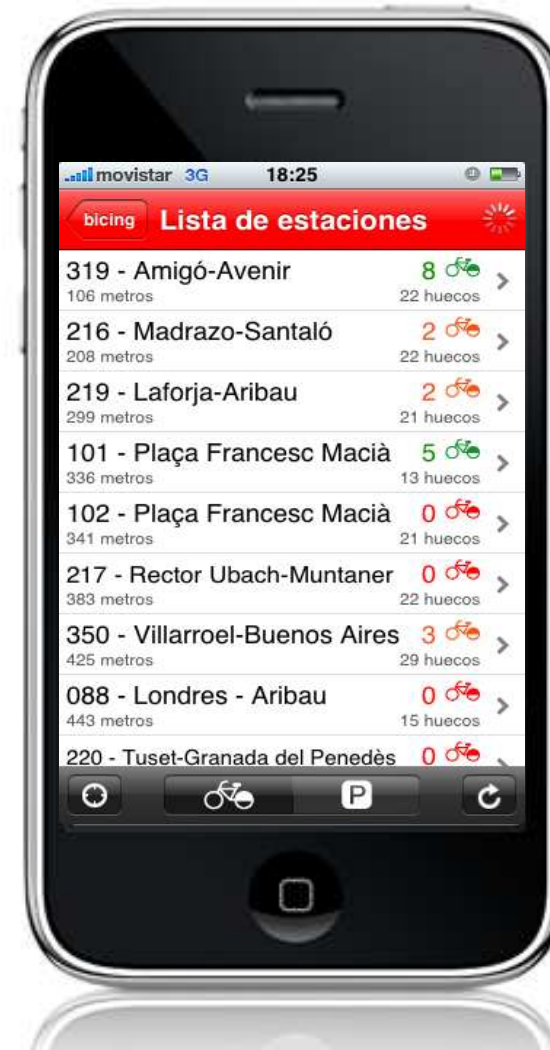 movistar 3G 18:25
bicing Lista de estaciones
319 - Amigó-Avenir 8
106 metros 22 huecos
216 - Madrazo-Santaló 2
208 metros 22 huecos
219 - Laforja-Aribau 2
299 metros 21 huecos
101 - Plaça Francesc Macià 5
336 metros 13 huecos
102 - Plaça Francesc Macià 0
341 metros 21 huecos
217 - Rector Ubach-Muntaner 0
383 metros 22 huecos
350 - Villarroel-Buenos Aires 3
425 metros 29 huecos
088 - Londres - Aribau 0
443 metros 15 huecos
220 - Tuset-Granada del Penedès 0
P